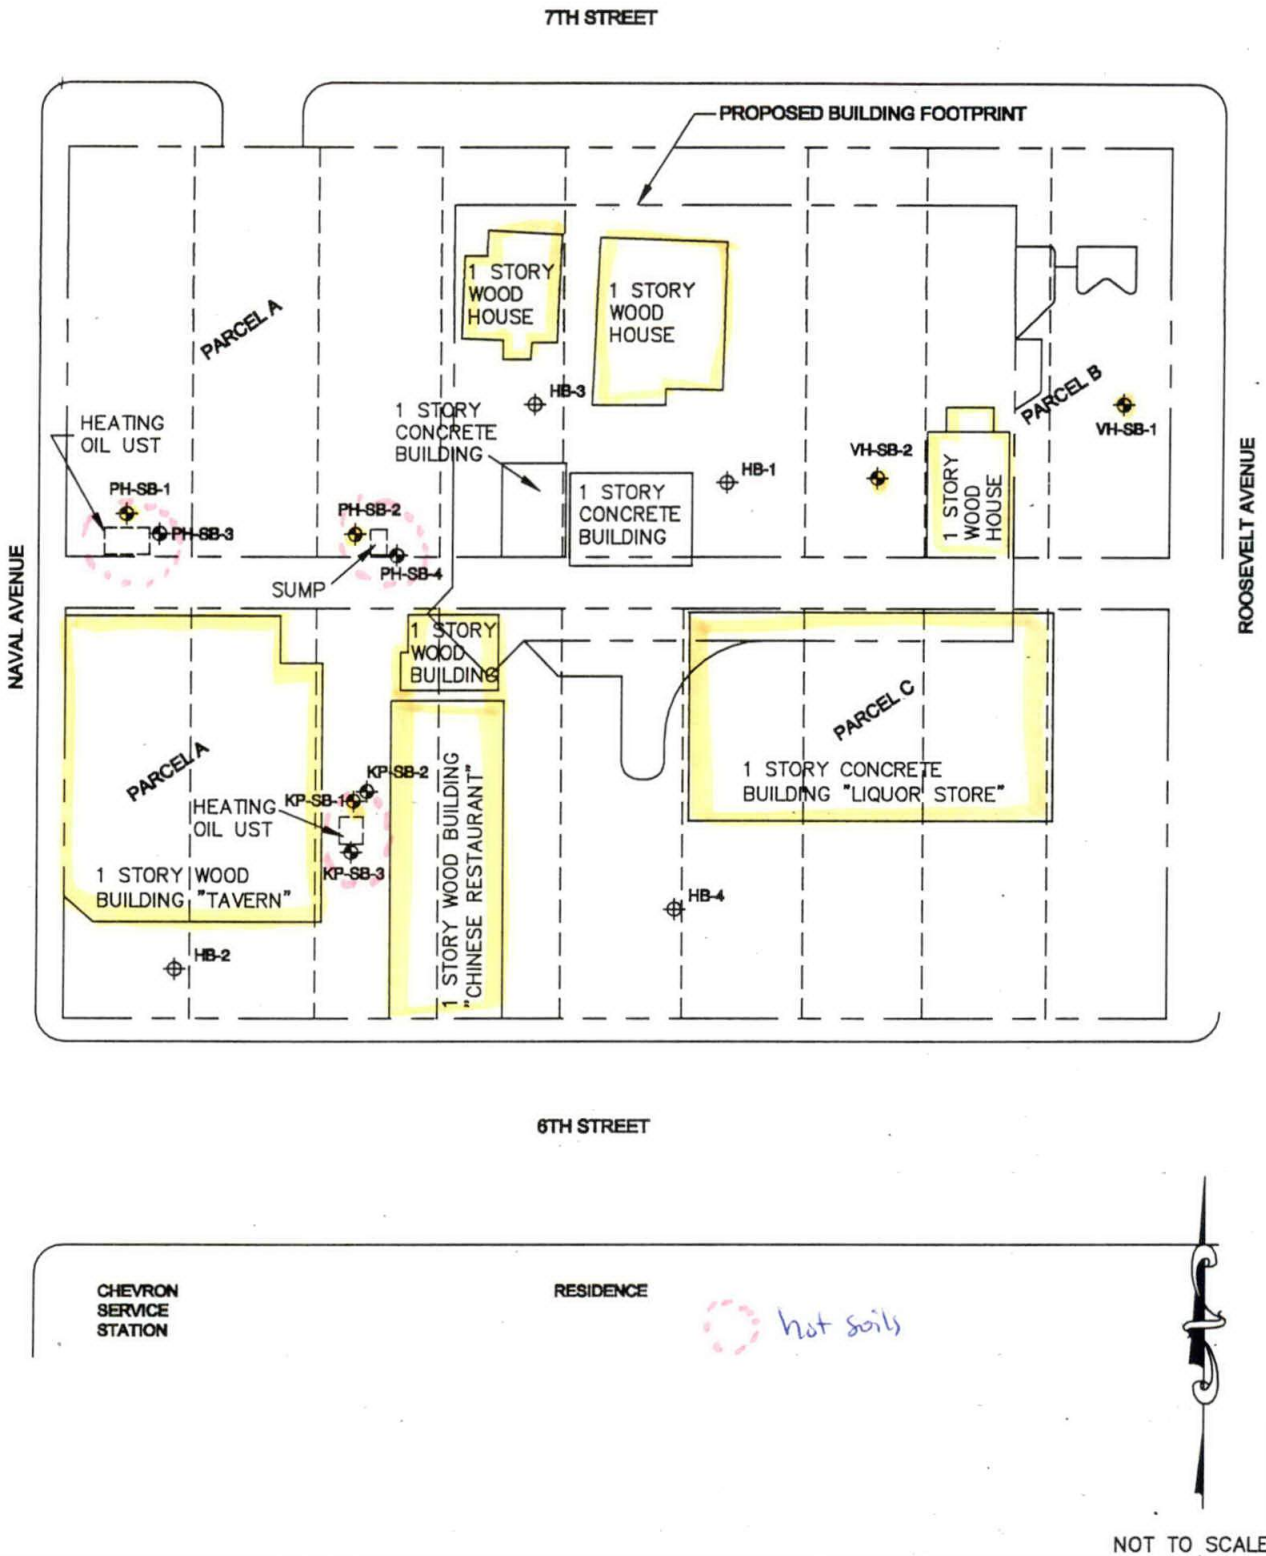 7TH STREET
PROPOSED BUILDING FOOTPRINT
PARCEL A
1 STORY
WOOD
HOUSE
1 STORY
WOOD
HOUSE
PARCEL B
HB-3
VH-SB-1
HEATING
OIL UST
1 STORY
CONCRETE
BUILDING
VH-SB-2
HB-1
1 STORY
WOOD
HOUSE
PH-SB-1
PH-SB-3
PH-SB-2
PH-SB-4
SUMP
1 STORY
CONCRETE
BUILDING
NAVAL AVENUE
ROOSEVELT AVENUE
1 STORY
WOOD
BUILDING
PARCEL A
PARCEL C
KP-SB-2
KP-SB-1
HEATING
OIL UST
KP-SB-3
1 STORY WOOD BUILDING
"CHINESE RESTAURANT"
1 STORY CONCRETE
BUILDING "LIQUOR STORE"
1 STORY WOOD
BUILDING "TAVERN"
HB-4
HB-2
6TH STREET
CHEVRON
SERVICE
STATION
RESIDENCE
hot soils
NOT TO SCALE